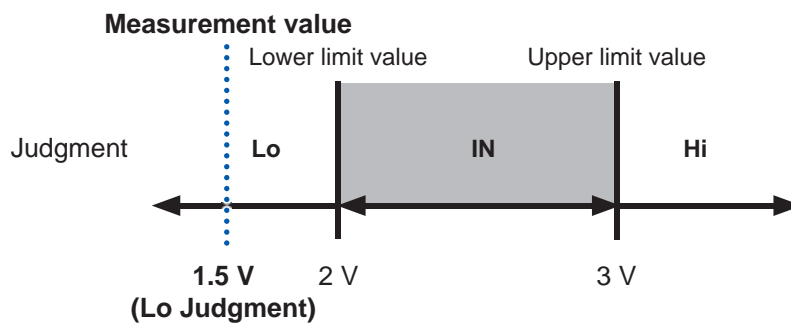 Measurement value
Lower limit value
Upper limit value
Judgment
Lo
IN
Hi
1.5 V
2 V
3 V
(Lo Judgment)